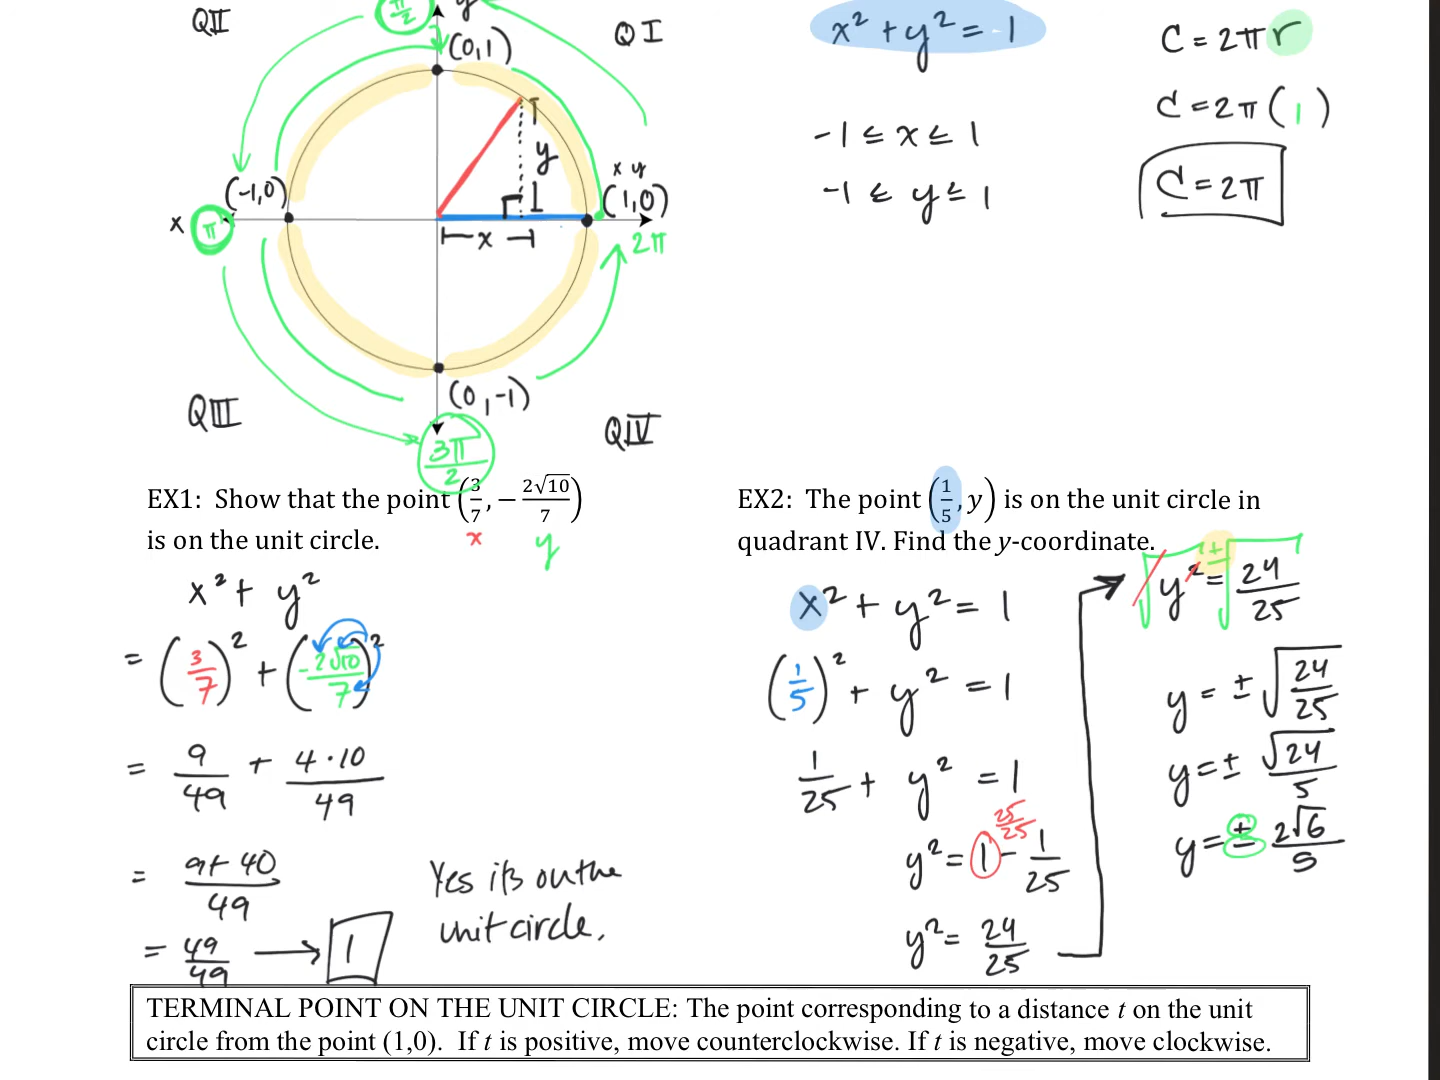 QII
π/2
y
QI
(0,1)
x² + y² = 1
C = 2πr
-1 ≤ x ≤ 1
C = 2π(1)
-1 ≤ y ≤ 1
C = 2π
(-1,0)
y
1
x y
(1,0)
x
π
x
2π
(0,-1)
QIII
QIV
3π/2
EX1: Show that the point (3/7, -2√10/7)
is on the unit circle.
x
y
x² + y²
= (3/7)² + (-2√10/7)²
= 9/49 + 4·10/49
= 9+40/49
= 49/49 → 1
Yes it's on the
unit circle.
EX2: The point (1/5, y) is on the unit circle in
quadrant IV. Find the y-coordinate.
x² + y² = 1
(1/5)² + y² = 1
1/25 + y² = 1
25/25
y² = 1 - 1/25
y² = 24/25
√y² = ±√24/25
y = ±√24/25
y = ± √24/5
y = ± 2√6/5
TERMINAL POINT ON THE UNIT CIRCLE: The point corresponding to a distance t on the unit
circle from the point (1,0). If t is positive, move counterclockwise. If t is negative, move clockwise.